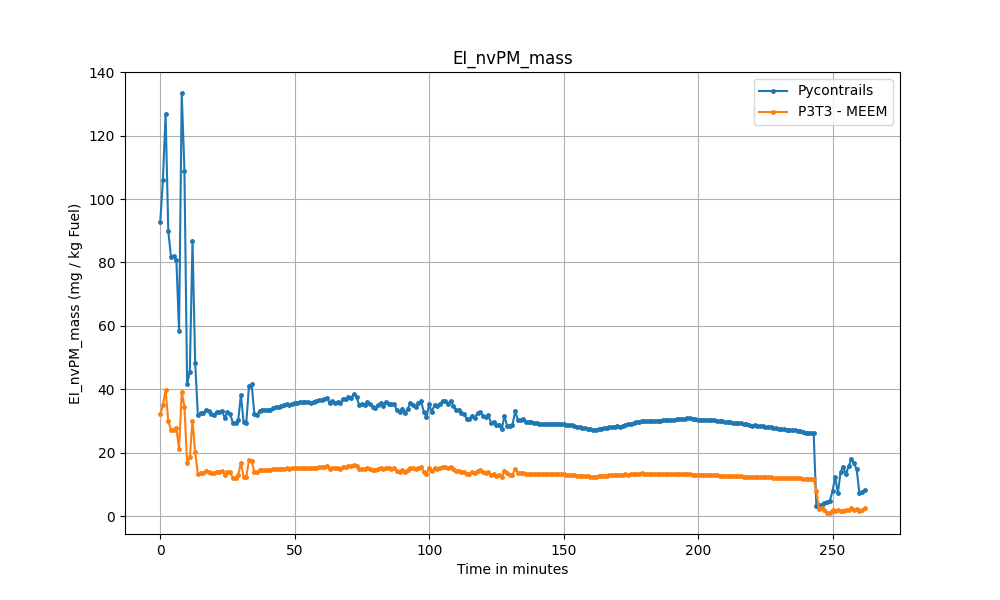 EI_nvPM_mass
Pycontrails
P3T3 - MEEM
EI_nvPM_mass (mg / kg Fuel)
140
120
100
80
60
40
20
0
0 50 100 150 200 250
Time in minutes